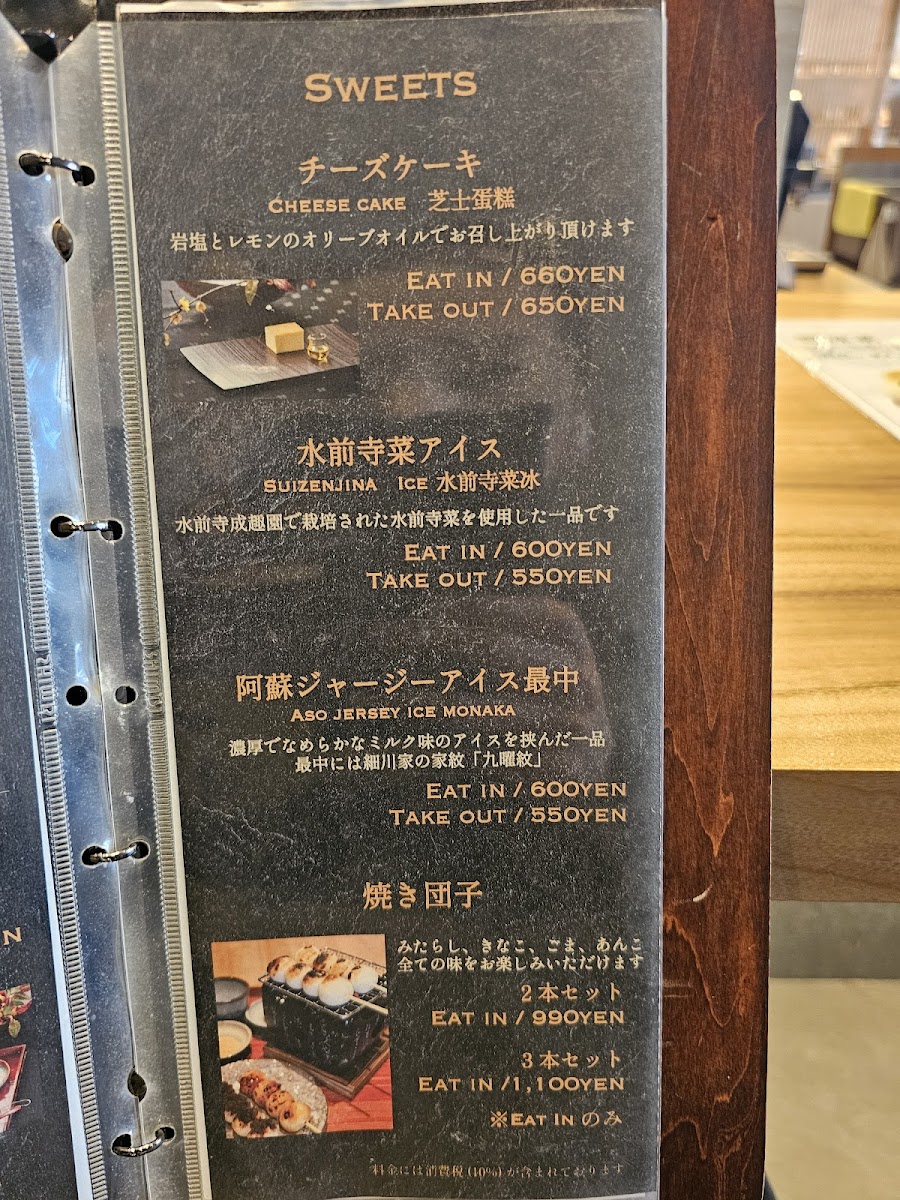 SWEETS
チーズケーキ
CHEESE CAKE 芝士蛋糕
岩塩とレモンのオリーブオイルでお召し上がり頂けます
EAT IN / 660YEN
TAKE OUT / 650YEN
水前寺菜アイス
SUIZENJINA ICE 水前寺菜冰
水前寺成趣園で栽培された水前寺菜を使用した一品です
EAT IN / 600YEN
TAKE OUT / 550YEN
阿蘇ジャージーアイス最中
ASO JERSEY ICE MONAKA
濃厚でなめらかなミルク味のアイスを挟んだ一品
最中には細川家の家紋「九曜紋」
EAT IN / 600YEN
TAKE OUT / 550YEN
焼き団子
みたらし、きなこ、ごま、あんこ
全ての味をお楽しみいただけます
2本セット
EAT IN / 990YEN
3本セット
EAT IN /1,100YEN
※EAT IN のみ
料金には消費税(10%)が含まれております
N